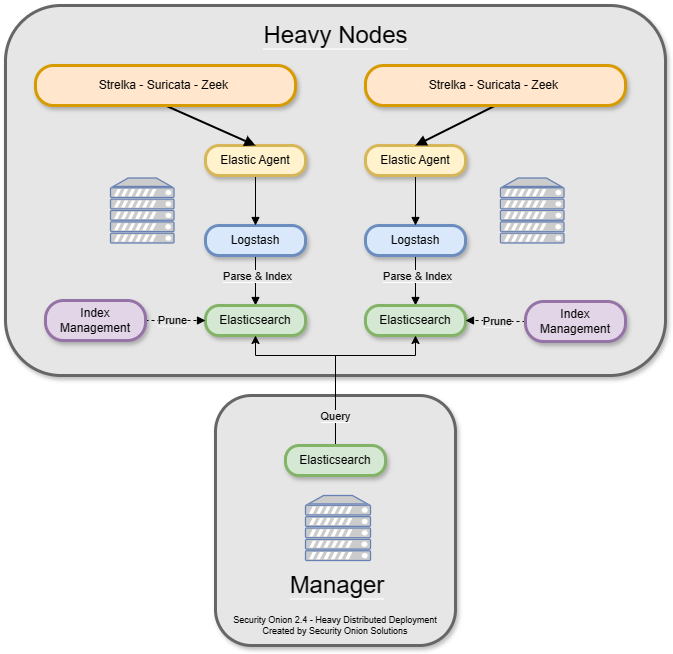 Heavy Nodes
Strelka - Suricata - Zeek
Strelka - Suricata - Zeek
Elastic Agent
Elastic Agent
Logstash
Logstash
Parse & Index
Parse & Index
Index
Management
Prune
Elasticsearch
Elasticsearch
Prune
Index
Management
Query
Elasticsearch
Manager
Security Onion 2.4 - Heavy Distributed Deployment
Created by Security Onion Solutions